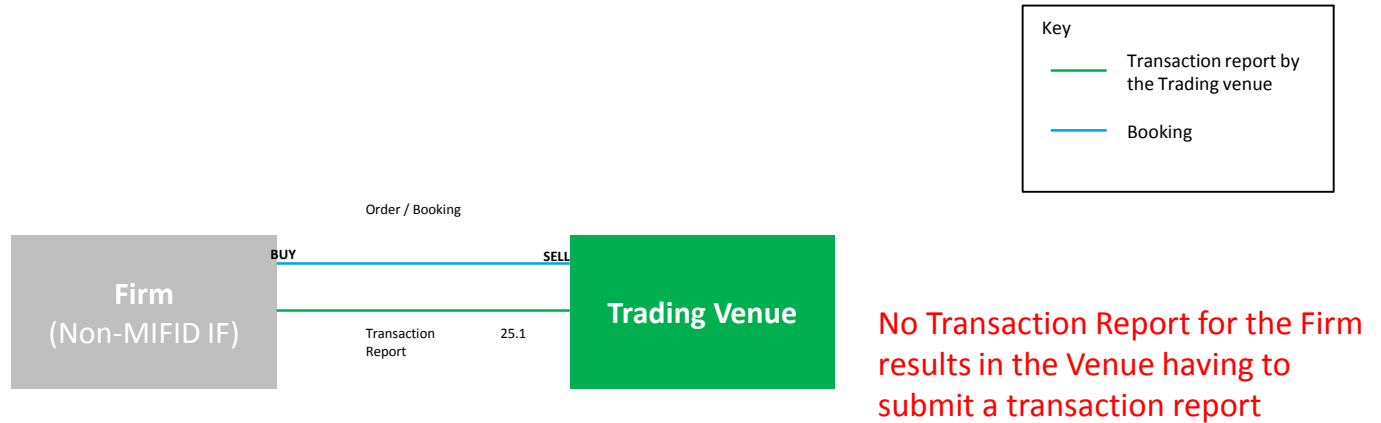 Key
Transaction report by
the Trading venue
Booking
Order / Booking
BUY
SELL
Firm
(Non-MIFID IF)
Trading Venue
Transaction
Report
25.1
No Transaction Report for the Firm
results in the Venue having to
submit a transaction report